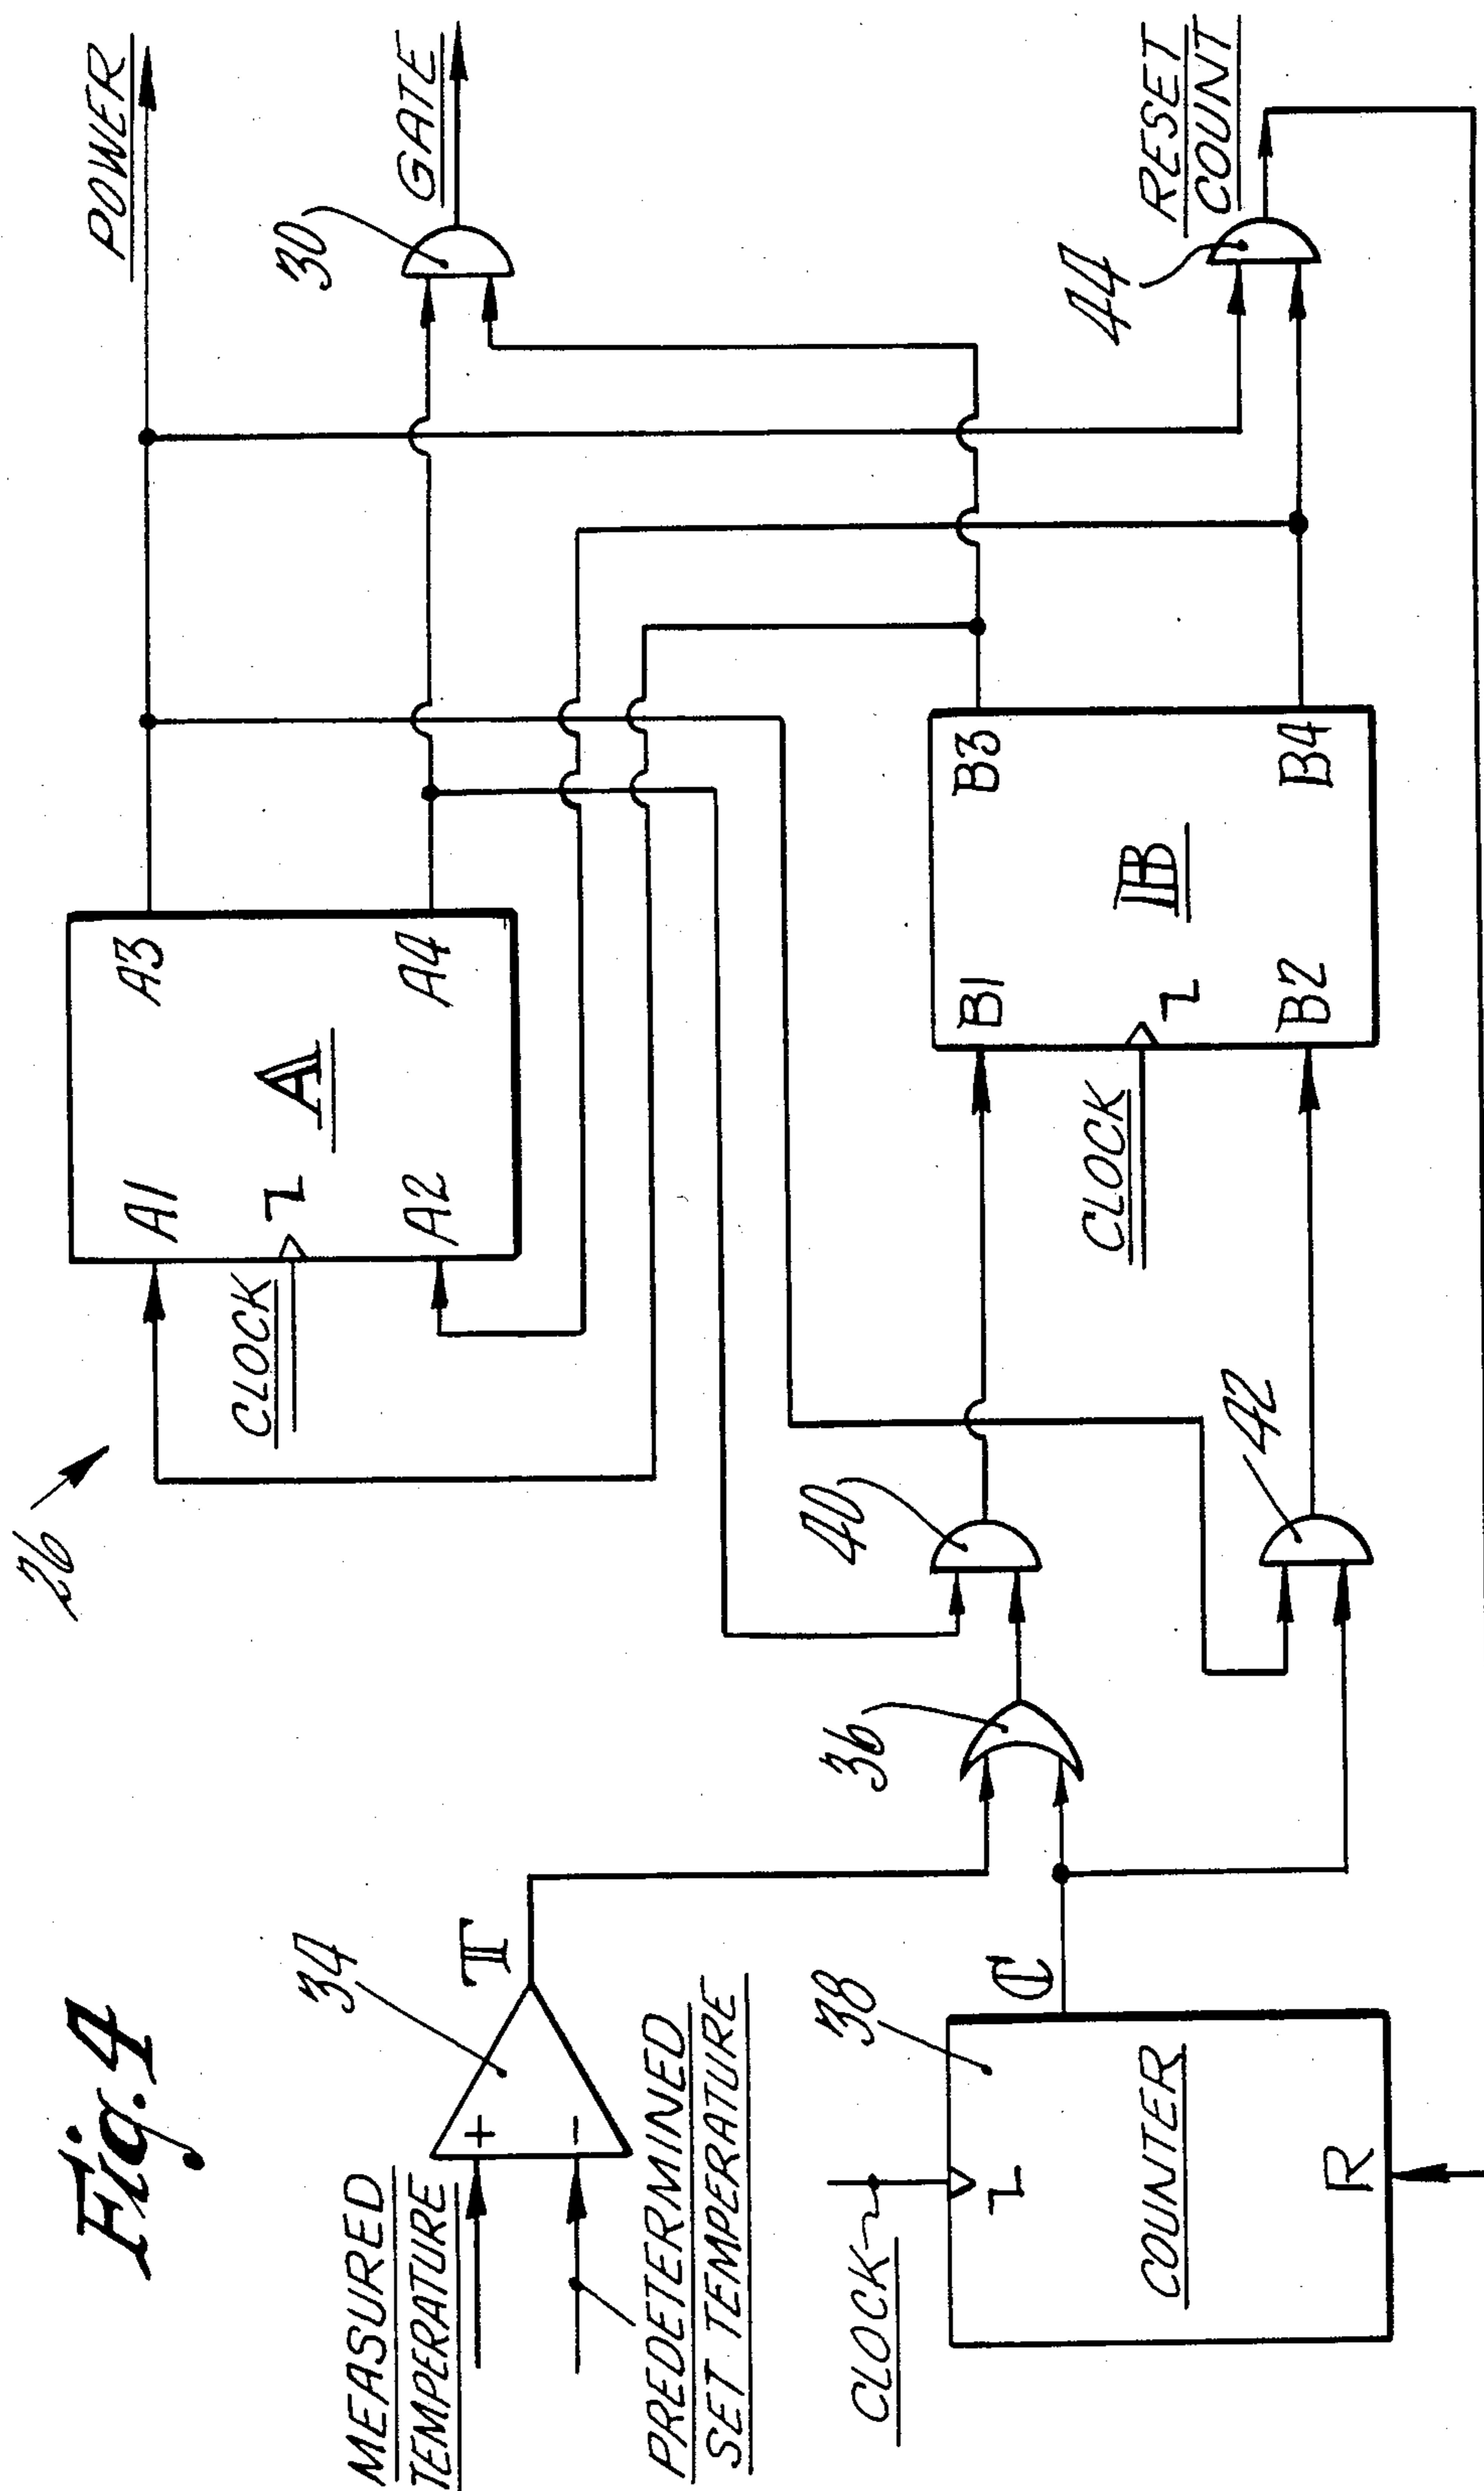 Fig. 4
26
POWER
GATE
30
A1
A3
CLOCK
A
A2
A4
MEASURED
TEMPERATURE
+
-
34
T
PREDETERMINED
SET TEMPERATURE
36
40
B1
B3
CLOCK
B
B2
B4
RESET
COUNT
44
42
CLOCK
38
C
COUNTER
R